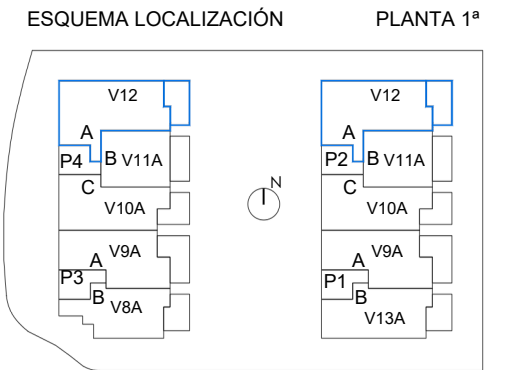 ESQUEMA LOCALIZACIÓN PLANTA 1ª
V12 V12
A A
P4 B V11A P2 B V11A
C C
V10A N V10A
V9A V9A
A A
P3 P1
B V8A B V13A